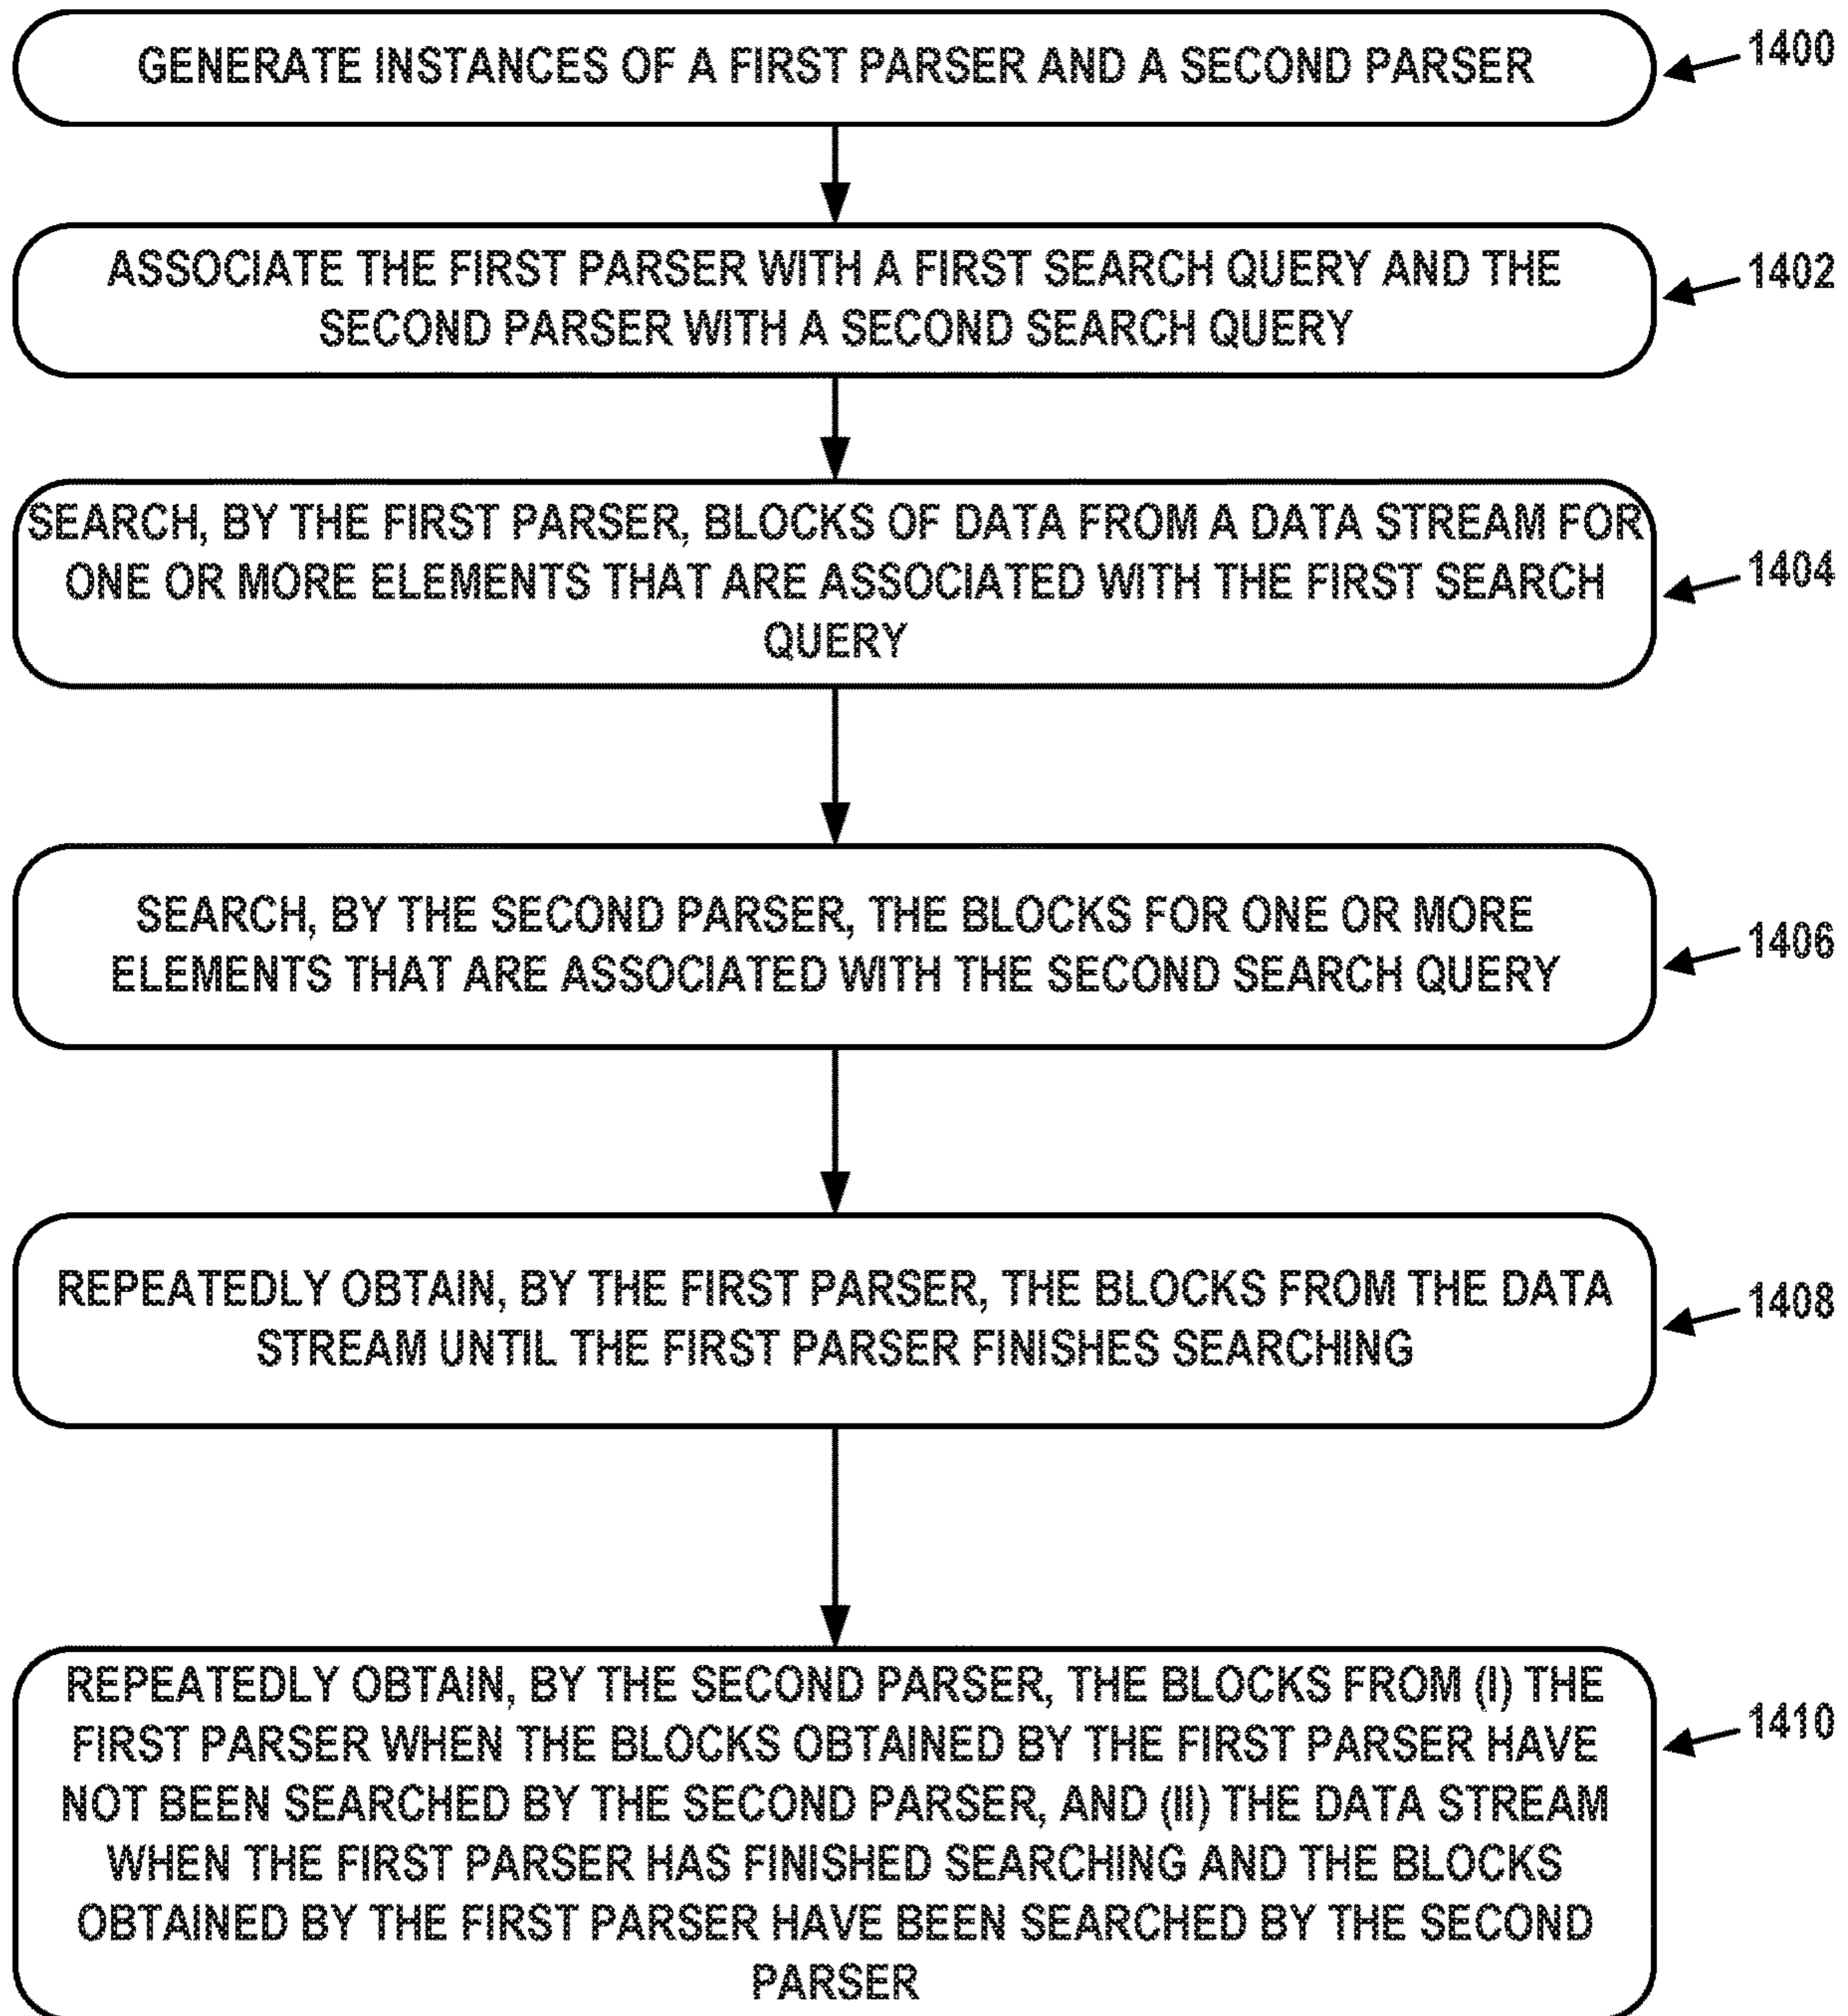 GENERATE INSTANCES OF A FIRST PARSER AND A SECOND PARSER
1400
ASSOCIATE THE FIRST PARSER WITH A FIRST SEARCH QUERY AND THE
SECOND PARSER WITH A SECOND SEARCH QUERY
1402
SEARCH, BY THE FIRST PARSER, BLOCKS OF DATA FROM A DATA STREAM FOR
ONE OR MORE ELEMENTS THAT ARE ASSOCIATED WITH THE FIRST SEARCH
QUERY
1404
SEARCH, BY THE SECOND PARSER, THE BLOCKS FOR ONE OR MORE
ELEMENTS THAT ARE ASSOCIATED WITH THE SECOND SEARCH QUERY
1406
REPEATEDLY OBTAIN, BY THE FIRST PARSER, THE BLOCKS FROM THE DATA
STREAM UNTIL THE FIRST PARSER FINISHES SEARCHING
1408
REPEATEDLY OBTAIN, BY THE SECOND PARSER, THE BLOCKS FROM (I) THE
FIRST PARSER WHEN THE BLOCKS OBTAINED BY THE FIRST PARSER HAVE
NOT BEEN SEARCHED BY THE SECOND PARSER, AND (II) THE DATA STREAM
WHEN THE FIRST PARSER HAS FINISHED SEARCHING AND THE BLOCKS
OBTAINED BY THE FIRST PARSER HAVE BEEN SEARCHED BY THE SECOND
PARSER
1410